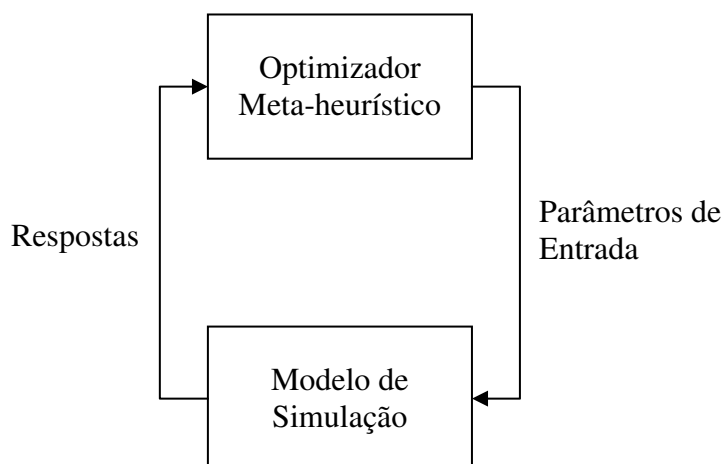 Optimizador
Meta-heurístico
Respostas
Parâmetros de
Entrada
Modelo de
Simulação